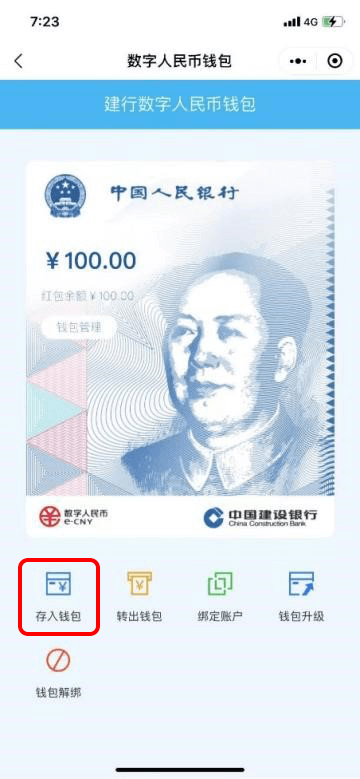 7:23
4G
数字人民币钱包
建行数字人民币钱包
中国人民银行
¥100.00
红包余额 ¥100.00
钱包管理
数字人民币
e-CNY
中国建设银行
China Construction Bank
存入钱包
转出钱包
绑定账户
钱包升级
钱包解绑